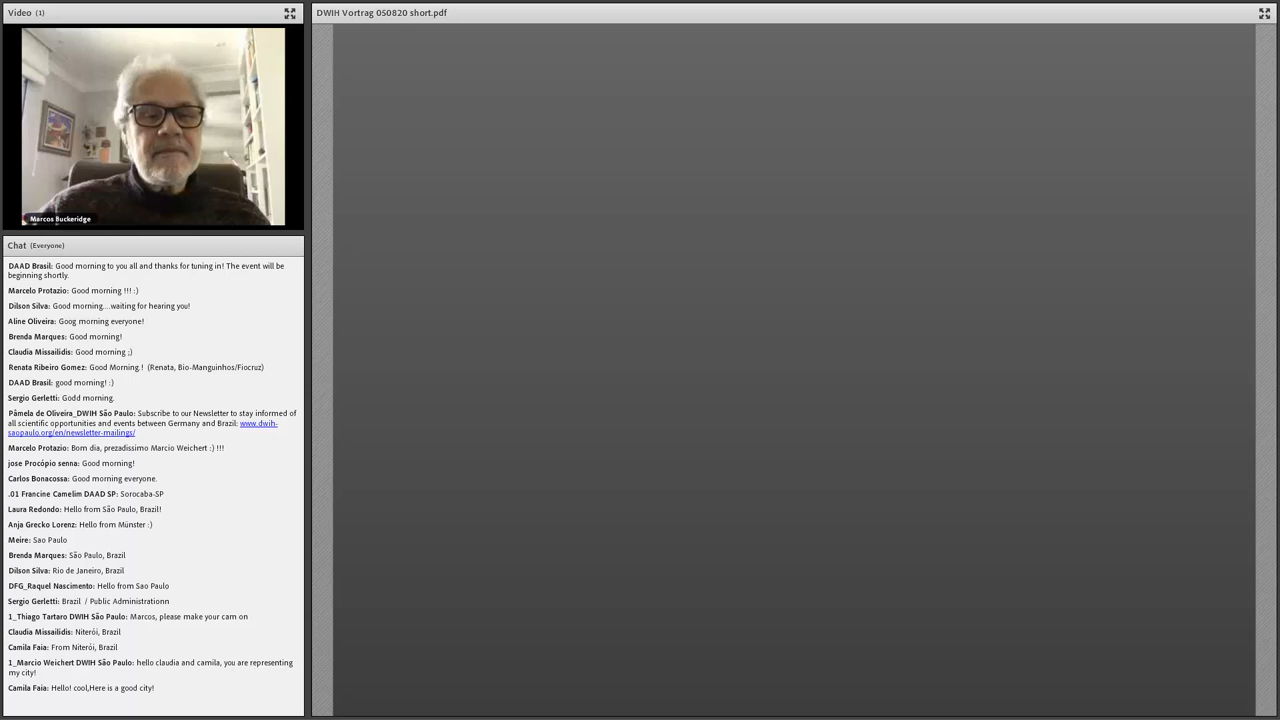 Video (1)
DWIH Vortrag 050820 short.pdf
Marcos Buckeridge
Chat (Everyone)
DAAD Brasil: Good morning to you all and thanks for tuning in! The event will be
beginning shortly.
Marcelo Protazio: Good morning !!! :)
Dilson Silva: Good morning....waiting for hearing you!
Aline Oliveira: Goog morning everyone!
Brenda Marques: Good morning!
Claudia Missailidis: Good morning ;)
Renata Ribeiro Gomez: Good Morning.! (Renata, Bio-Manguinhos/Fiocruz)
DAAD Brasil: good morning! :)
Sergio Gerletti: Godd morning.
Pâmela de Oliveira_DWIH São Paulo: Subscribe to our Newsletter to stay informed of
all scientific opportunities and events between Germany and Brazil: www.dwih-
saopaulo.org/en/newsletter-mailings/
Marcelo Protazio: Bom dia, prezadissimo Marcio Weichert :) !!!
jose Procópio senna: Good morning!
Carlos Bonacossa: Good morning everyone.
.01 Francine Camelim DAAD SP: Sorocaba-SP
Laura Redondo: Hello from São Paulo, Brazil!
Anja Grecko Lorenz: Hello from Münster :)
Meire: Sao Paulo
Brenda Marques: São Paulo, Brazil
Dilson Silva: Rio de Janeiro, Brazil
DFG_Raquel Nascimento: Hello from Sao Paulo
Sergio Gerletti: Brazil / Public Administrationn
1_Thiago Tartaro DWIH São Paulo: Marcos, please make your cam on
Claudia Missailidis: Niterói, Brazil
Camila Faia: From Niterói, Brazil
1_Marcio Weichert DWIH São Paulo: hello claudia and camila, you are representing
my city!
Camila Faia: Hello! cool,Here is a good city!